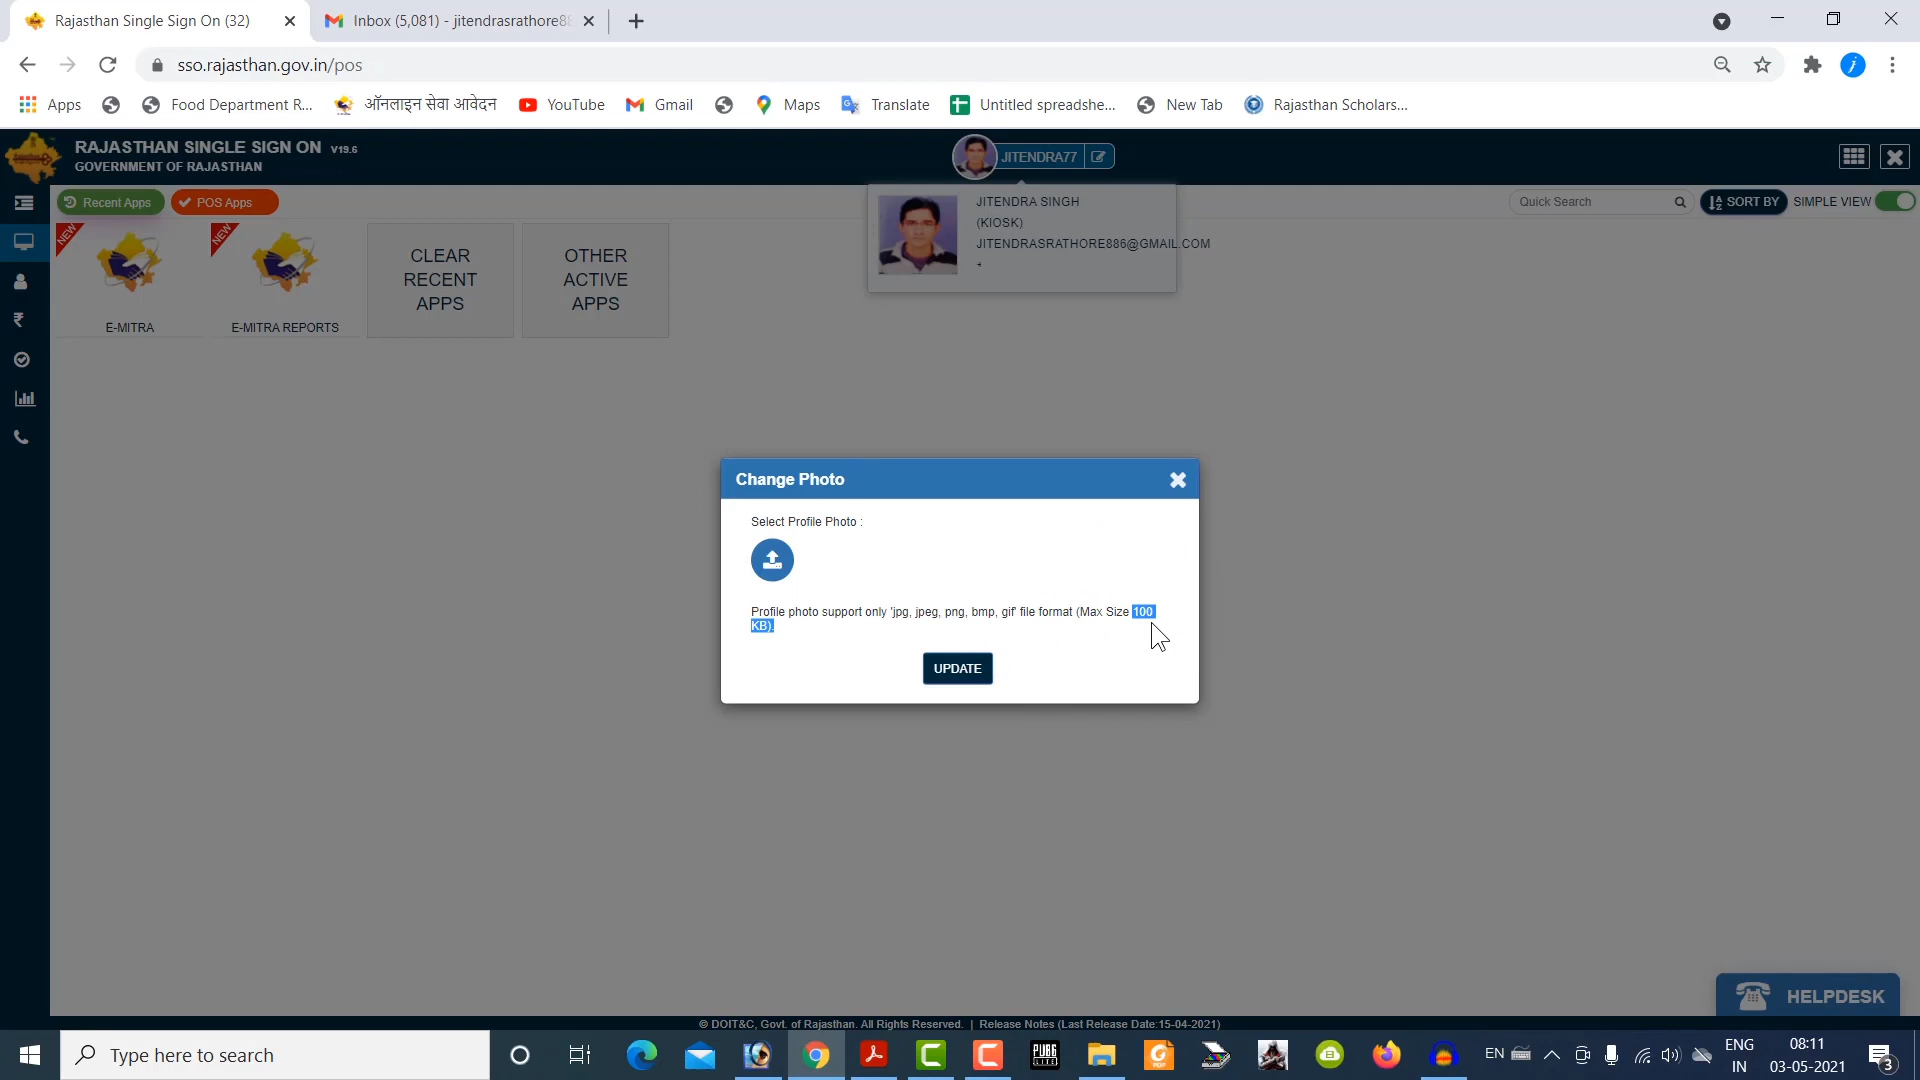 Rajasthan Single Sign On (32)
Inbox (5,081) - jitendrasrathore88
sso.rajasthan.gov.in/pos
Apps
Food Department R...
ऑनलाइन सेवा आवेदन
YouTube
Gmail
Maps
Translate
Untitled spreadshe...
New Tab
Rajasthan Scholars...
RAJASTHAN SINGLE SIGN ON V19.6
GOVERNMENT OF RAJASTHAN
JITENDRA77
Recent Apps
POS Apps
JITENDRA SINGH
(KIOSK)
JITENDRASRATHORE886@GMAIL.COM
Quick Search
SORT BY
SIMPLE VIEW
NEW
NEW
E-MITRA
E-MITRA REPORTS
CLEAR
RECENT
APPS
OTHER
ACTIVE
APPS
Change Photo
Select Profile Photo :
Profile photo support only 'jpg, jpeg, png, bmp, gif' file format (Max Size 100
KB).
UPDATE
HELPDESK
© DOIT&C, Govt. of Rajasthan. All Rights Reserved. | Release Notes (Last Release Date:15-04-2021)
Type here to search
PUBG
LITE
PDF
EN
ENG
IN
08:11
03-05-2021
3